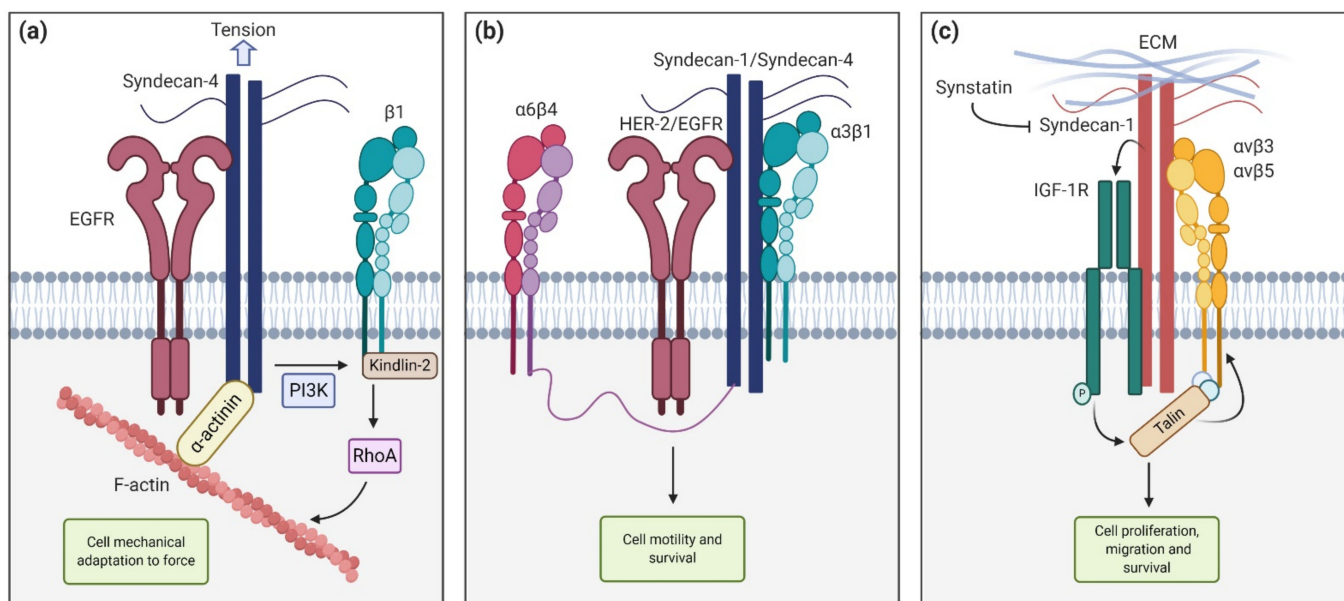 (a)
Tension
Syndecan-4
β1
EGFR
Kindlin-2
PI3K
α-actinin
RhoA
F-actin
Cell mechanical
adaptation to force
(b)
Syndecan-1/Syndecan-4
α6β4
HER-2/EGFR
α3β1
Cell motility and
survival
(c)
ECM
Synstatin
Syndecan-1
αvβ3
αvβ5
IGF-1R
P
Talin
Cell proliferation,
migration and
survival